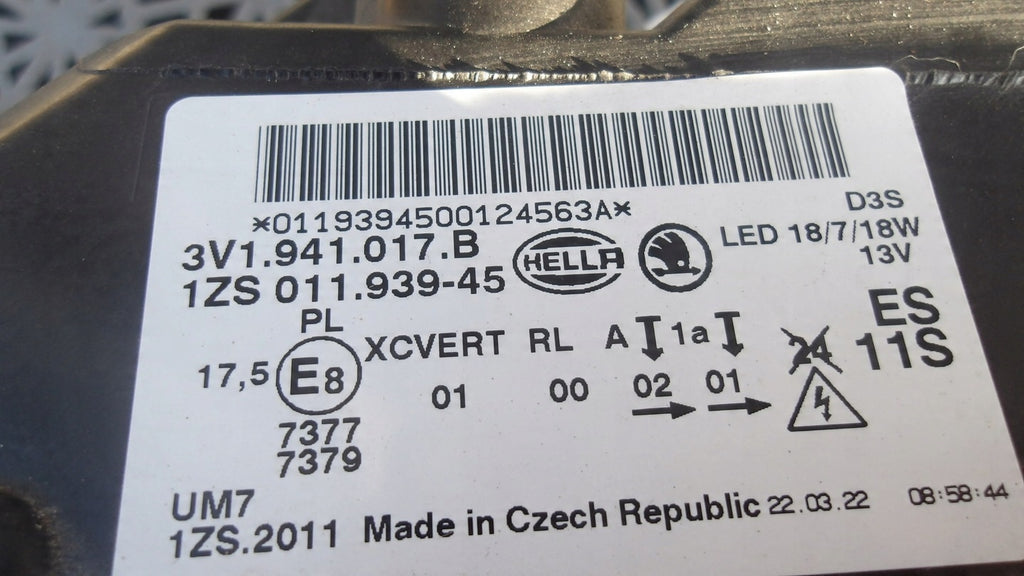 *0119394500124563A*
3V1.941.017.B
HELLA
D3S
LED 18/7/18W
13V
1ZS 011.939-45
ES
11S
PL
17,5 E8 XCVERT RL A 1a 24
01 00 02 01
7377
7379
UM7
1ZS.2011 Made in Czech Republic 22.03.22 08:58:44